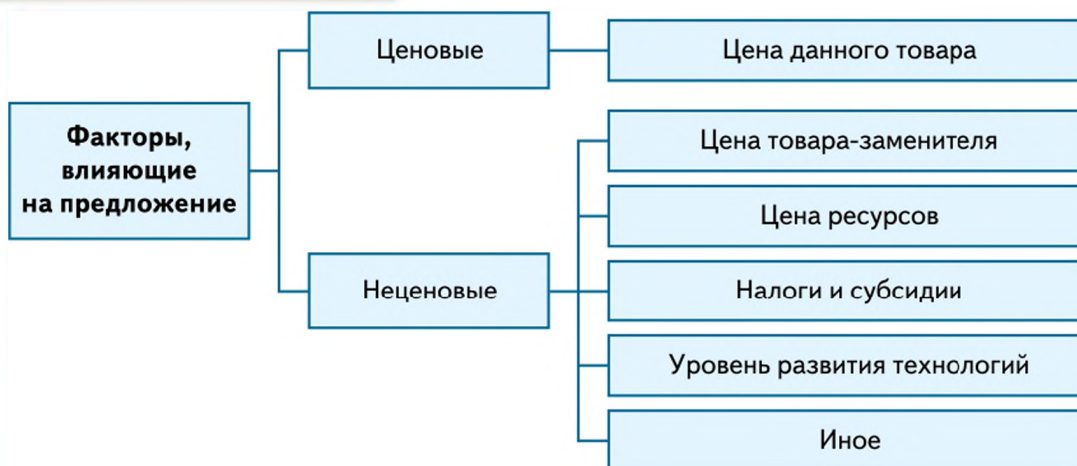 Факторы,
влияющие
на предложение
Ценовые
Цена данного товара
Неценовые
Цена товара-заменителя
Цена ресурсов
Налоги и субсидии
Уровень развития технологий
Иное